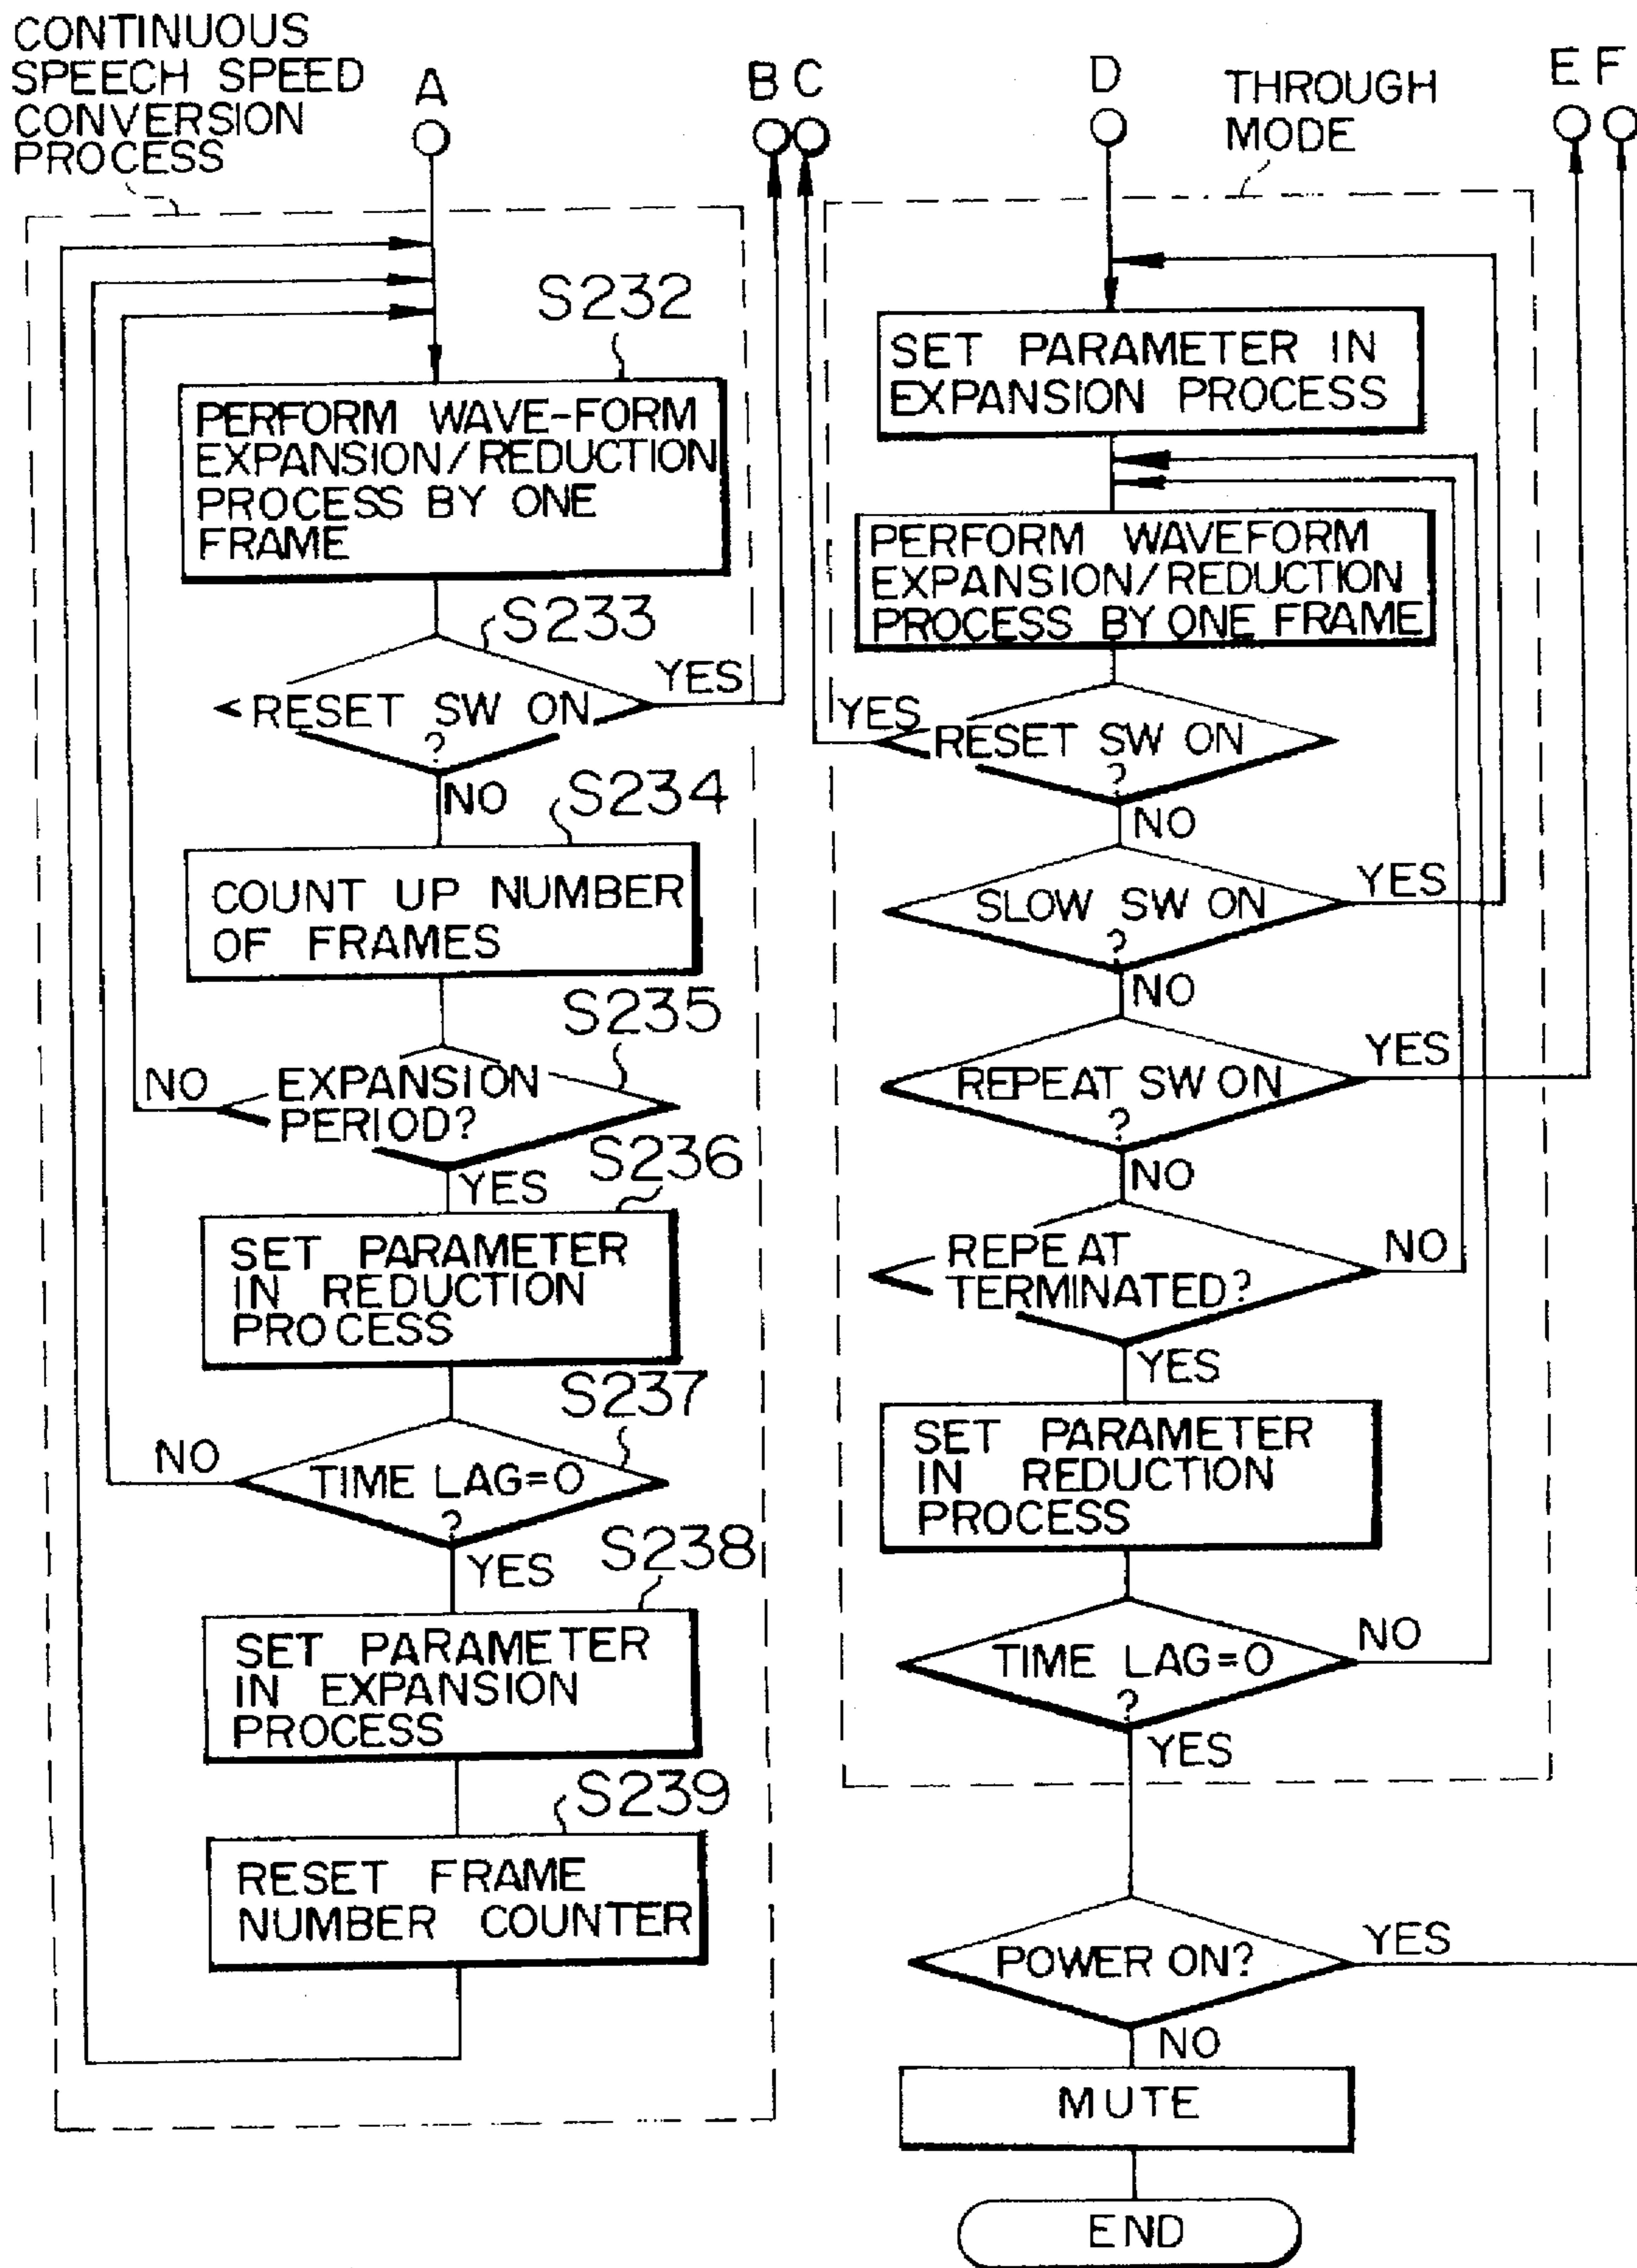 CONTINUOUS
SPEECH SPEED
CONVERSION
PROCESS
A
B C
D
THROUGH
MODE
E F
S232
PERFORM WAVE-FORM
EXPANSION/REDUCTION
PROCESS BY ONE
FRAME
S233
RESET SW ON
?
YES
NO
S234
COUNT UP NUMBER
OF FRAMES
S235
NO
EXPANSION
PERIOD?
YES
S236
SET PARAMETER
IN REDUCTION
PROCESS
S237
NO
TIME LAG=0
?
YES
S238
SET PARAMETER
IN EXPANSION
PROCESS
S239
RESET FRAME
NUMBER COUNTER
SET PARAMETER IN
EXPANSION PROCESS
PERFORM WAVEFORM
EXPANSION/REDUCTION
PROCESS BY ONE FRAME
YES
RESET SW ON
?
NO
SLOW SW ON
?
YES
NO
REPEAT SW ON
?
YES
NO
REPEAT
TERMINATED?
NO
YES
SET PARAMETER
IN REDUCTION
PROCESS
TIME LAG=0
?
NO
YES
POWER ON?
YES
NO
MUTE
END